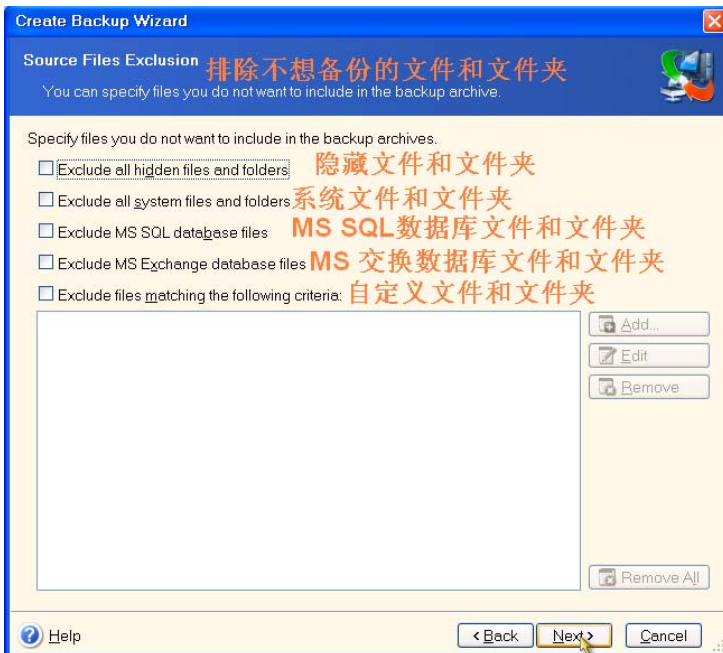 Create Backup Wizard
Source Files Exclusion 排除不想备份的文件和文件夹
You can specify files you do not want to include in the backup archive.
Specify files you do not want to include in the backup archives.
Exclude all hidden files and folders 隐藏文件和文件夹
Exclude all system files and folders 系统文件和文件夹
Exclude MS SQL database files MS SQL数据库文件和文件夹
Exclude MS Exchange database files MS 交换数据库文件和文件夹
Exclude files matching the following criteria: 自定义文件和文件夹
Add...
Edit
Remove
Remove All
Help < Back Next > Cancel